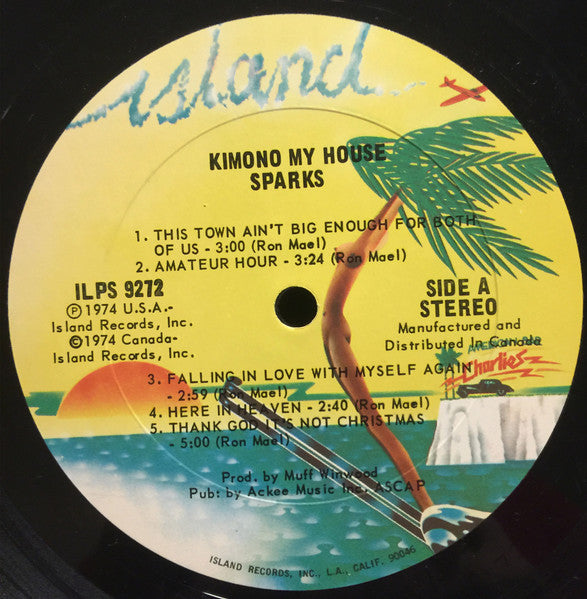 island
KIMONO MY HOUSE
SPARKS
1. THIS TOWN AIN'T BIG ENOUGH FOR BOTH
OF US - 3:00 (Ron Mael)
2. AMATEUR HOUR - 3:24 (Ron Mael)
ILPS 9272
Ⓟ1974 U.S.A.-
Island Records, Inc.
©1974 Canada-
Island Records, Inc.
SIDE A
STEREO
Manufactured and
Distributed In Canada
Charlies
3. FALLING IN LOVE WITH MYSELF AGAIN
- 2:59 (Ron Mael)
4. HERE IN HEAVEN - 2:40 (Ron Mael)
5. THANK GOD IT'S NOT CHRISTMAS
- 5:00 (Ron Mael)
Prod. by Muff Winwood
Pub: by Ackee Music Inc. ASCAP
ISLAND RECORDS, INC., L.A., CALIF. 90046